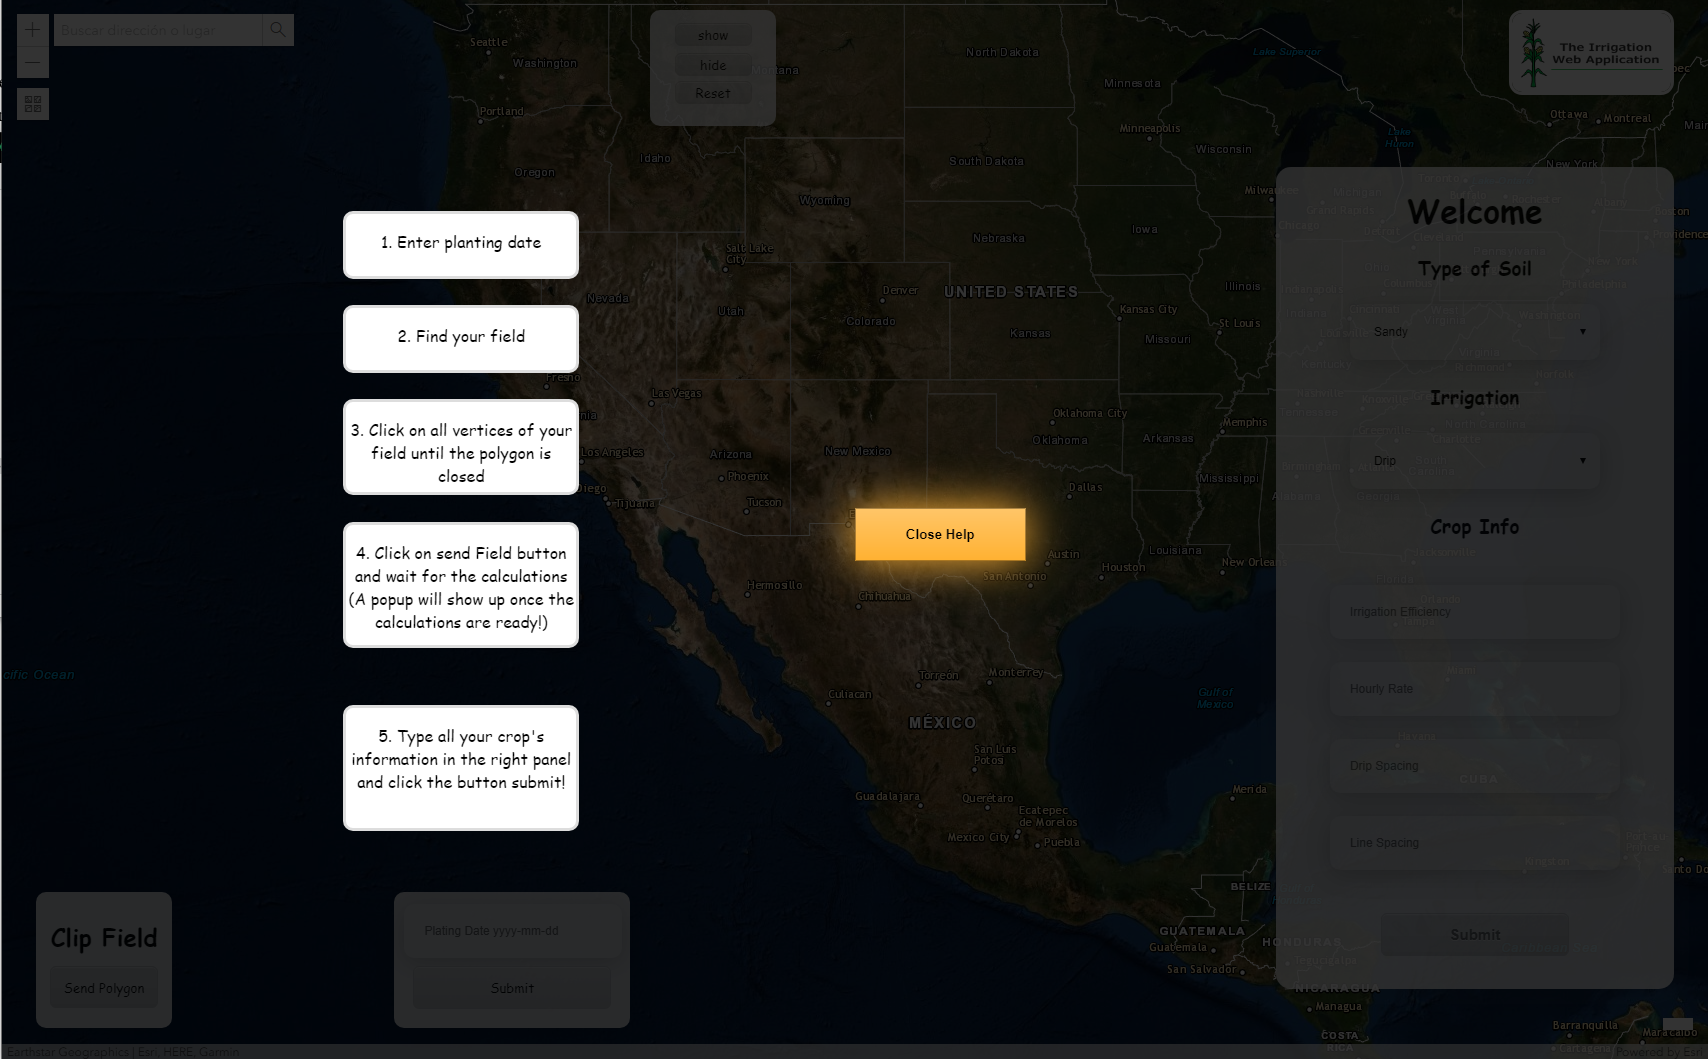 +
Buscar dirección o lugar
−
show
hide
Reset
The Irrigation
Web Application
Seattle
Washington
Montana
North Dakota
Lake Superior
Minnesota
Portland
Minneapolis
Ottawa
Montreal
Lake
Huron
Idaho
South Dakota
Wisconsin
Oregon
New York
Wyoming
Welcome
1. Enter planting date
Nebraska
Iowa
Salt Lake
City
Type of Soil
Nevada
Denver
UNITED STATES
Illinois
Utah
Colorado
Kansas City
St Louis
Kansas
Missouri
Sandy
2. Find your field
Fresno
Las Vegas
Irrigation
Oklahoma City
Memphis
3. Click on all vertices of your
field until the polygon is
closed
Los Angeles
Arizona
New Mexico
Oklahoma
Arkansas
Drip
Phoenix
Mississippi
Diego
Tijuana
Tucson
Dallas
Crop Info
Close Help
4. Click on send Field button
and wait for the calculations
(A popup will show up once the
calculations are ready!)
Austin
Louisiana
Houston
New Orleans
San Antonio
Hermosillo
Chihuahua
Irrigation Efficiency
cific Ocean
Torreon
Monterrey
Culiacan
Gulf of
Mexico
Hourly Rate
MÉXICO
5. Type all your crop's
information in the right panel
and click the button submit!
San Luis
Potosi
Havana
Drip Spacing
CUBA
Guadalajara
Queretaro
Merida
Ecatepec
de Morelos
Mexico City
Puebla
Line Spacing
Kingston
BELIZE
Clip Field
Send Polygon
Plating Date yyyy-mm-dd
Submit
GUATEMALA
Guatemala
HONDURAS
San Salvador
Submit
NICARAGUA
Managua
COSTA
RICA
Barranquilla
Maracaibo
Cartagena
Earthstar Geographics | Esri, HERE, Garmin
Powered by Es